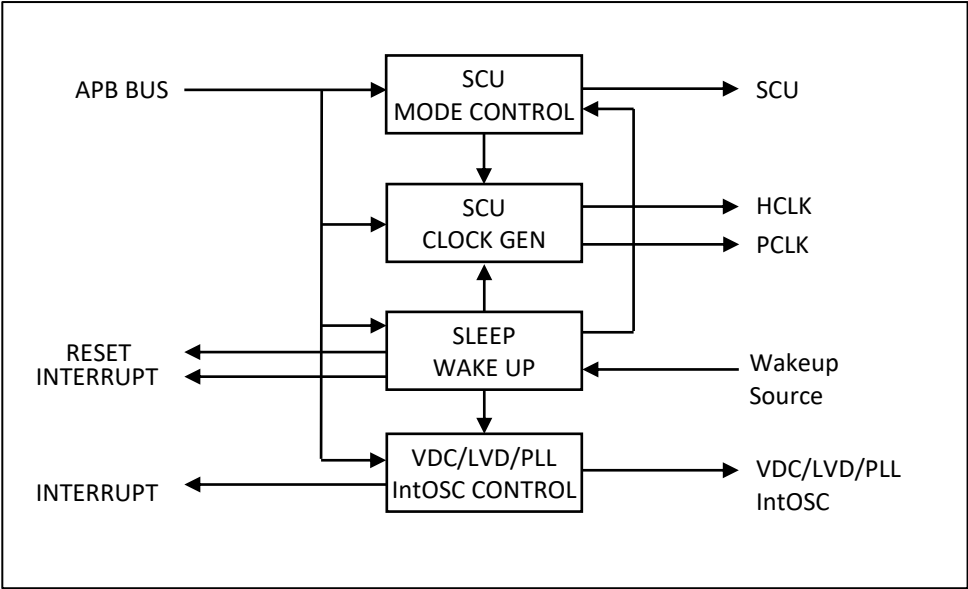 APB BUS
SCU
MODE CONTROL
SCU
SCU
CLOCK GEN
HCLK
PCLK
SLEEP
WAKE UP
RESET
INTERRUPT
Wakeup
Source
VDC/LVD/PLL
IntOSC CONTROL
INTERRUPT
VDC/LVD/PLL
IntOSC